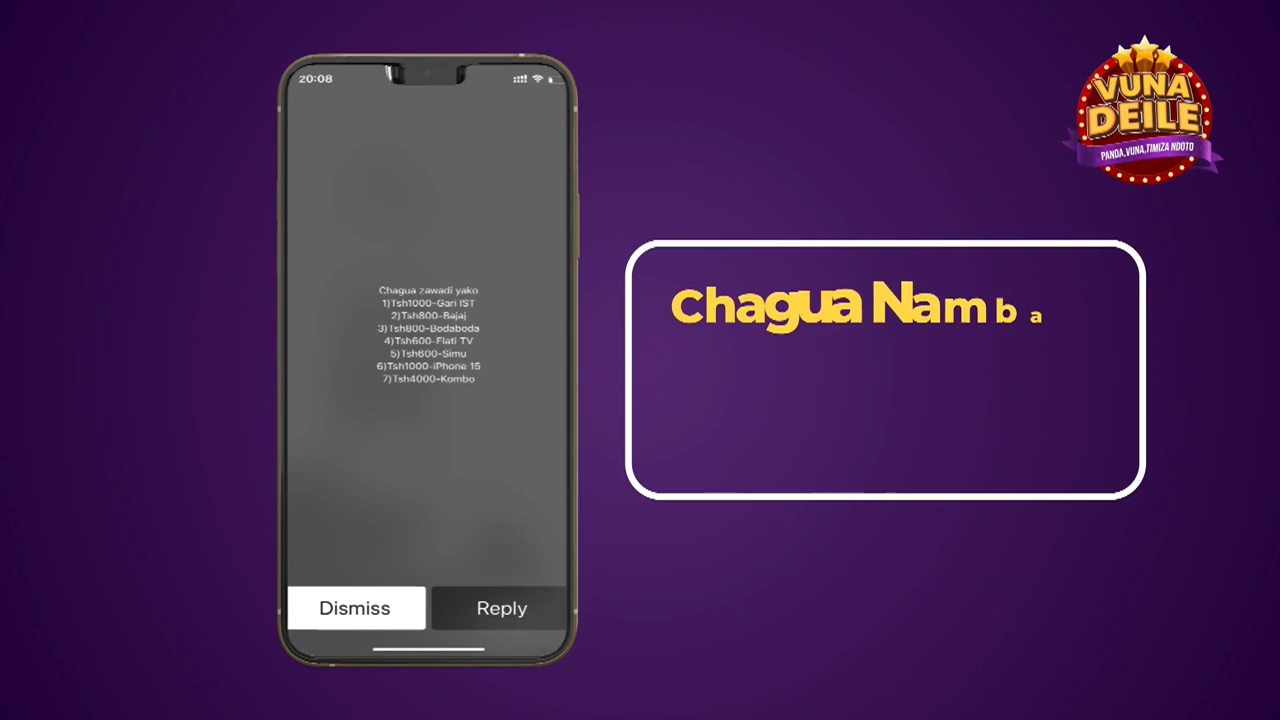 20:08
VUNA
DEILE
PANDA,VUNA,TIMIZA NDOTO
Chagua zawadi yako
1)Tsh1000-Gari IST
2)Tsh800-Bajaj
3)Tsh800-Bodaboda
4)Tsh600-Flati TV
5)Tsh600-Simu
6)Tsh1000-iPhone 15
7)Tsh4000-Kombo
Chagua Namba
Dismiss
Reply